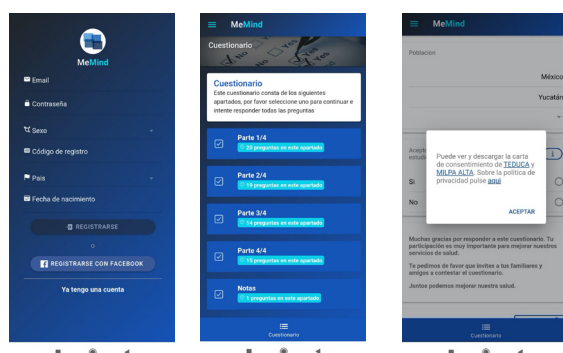 MeMind
Email
Contraseña
Sexo
Código de registro
Pais
Fecha de nacimiento
REGISTRARSE
o
REGISTRARSE CON FACEBOOK
Ya tengo una cuenta
MeMind
Cuestionario
Cuestionario
Este cuestionario consta de los siguientes
apartados, por favor seleccione uno para continuar e
intente responder todas las preguntas
Parte 1/4
20 preguntas en este apartado
Parte 2/4
19 preguntas en este apartado
Parte 3/4
14 preguntas en este apartado
Parte 4/4
15 preguntas en este apartado
Notas
1 preguntas en este apartado
Cuestionario
MeMind
Poblacion
México
Yucatán
Acepto
Puede ver y descargar la carta
de consentimiento de TEDUCA y
MILPA ALTA. Sobre la política de
privacidad pulse aquí
ACEPTAR
Si
No
Muchas gracias por responder a este cuestionario. Tu
participación es muy importante para mejorar nuestros
servicios de salud.
Te pedimos de favor que invites a tus familiares y
amigos a contestar el cuestionario.
Juntos podemos mejorar nuestra salud.
Cuestionario